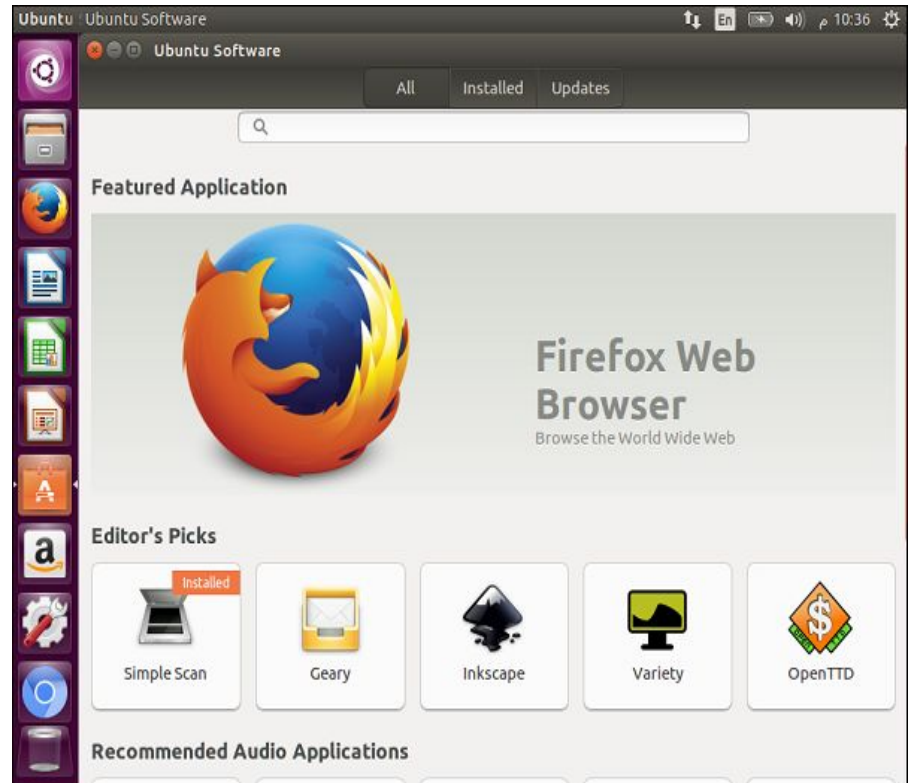 Ubuntu Ubuntu Software
En م 10:36
Ubuntu Software
All Installed Updates
Featured Application
Firefox Web
Browser
Browse the World Wide Web
Editor's Picks
Installed
Simple Scan
Geary
Inkscape
Variety
OpenTTD
Recommended Audio Applications